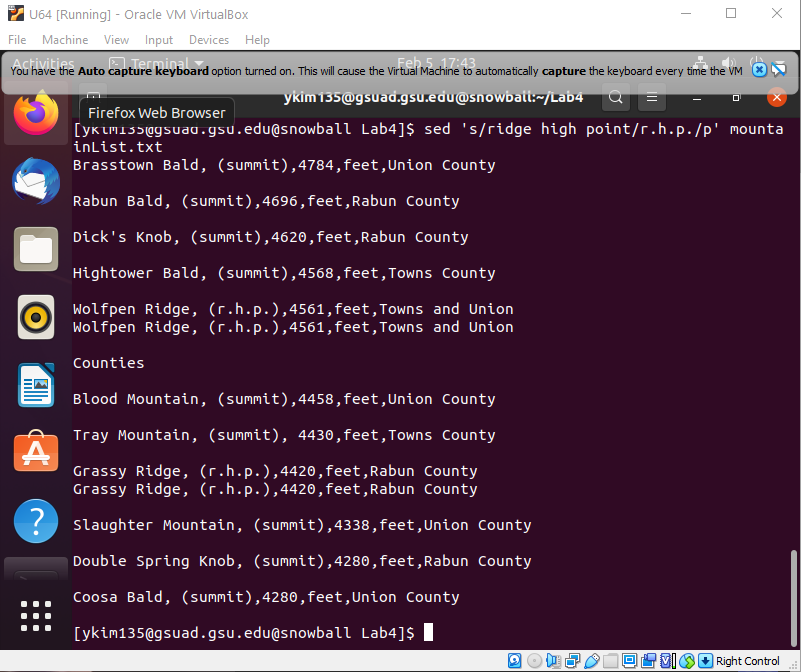 U64 [Running] - Oracle VM VirtualBox
File Machine View Input Devices Help
Activities Terminal Feb 5 17:43
You have the Auto capture keyboard option turned on. This will cause the Virtual Machine to automatically capture the keyboard every time the VM
ykim135@gsuad.gsu.edu@snowball:~/Lab4
Firefox Web Browser
[ykim135@gsuad.gsu.edu@snowball Lab4]$ sed 's/ridge high point/r.h.p./p' mounta
inList.txt
Brasstown Bald, (summit),4784,feet,Union County
Rabun Bald, (summit),4696,feet,Rabun County
Dick's Knob, (summit),4620,feet,Rabun County
Hightower Bald, (summit),4568,feet,Towns County
Wolfpen Ridge, (r.h.p.),4561,feet,Towns and Union
Wolfpen Ridge, (r.h.p.),4561,feet,Towns and Union
Counties
Blood Mountain, (summit),4458,feet,Union County
Tray Mountain, (summit), 4430,feet,Towns County
Grassy Ridge, (r.h.p.),4420,feet,Rabun County
Grassy Ridge, (r.h.p.),4420,feet,Rabun County
Slaughter Mountain, (summit),4338,feet,Union County
Double Spring Knob, (summit),4280,feet,Rabun County
Coosa Bald, (summit),4280,feet,Union County
[ykim135@gsuad.gsu.edu@snowball Lab4]$
Right Control